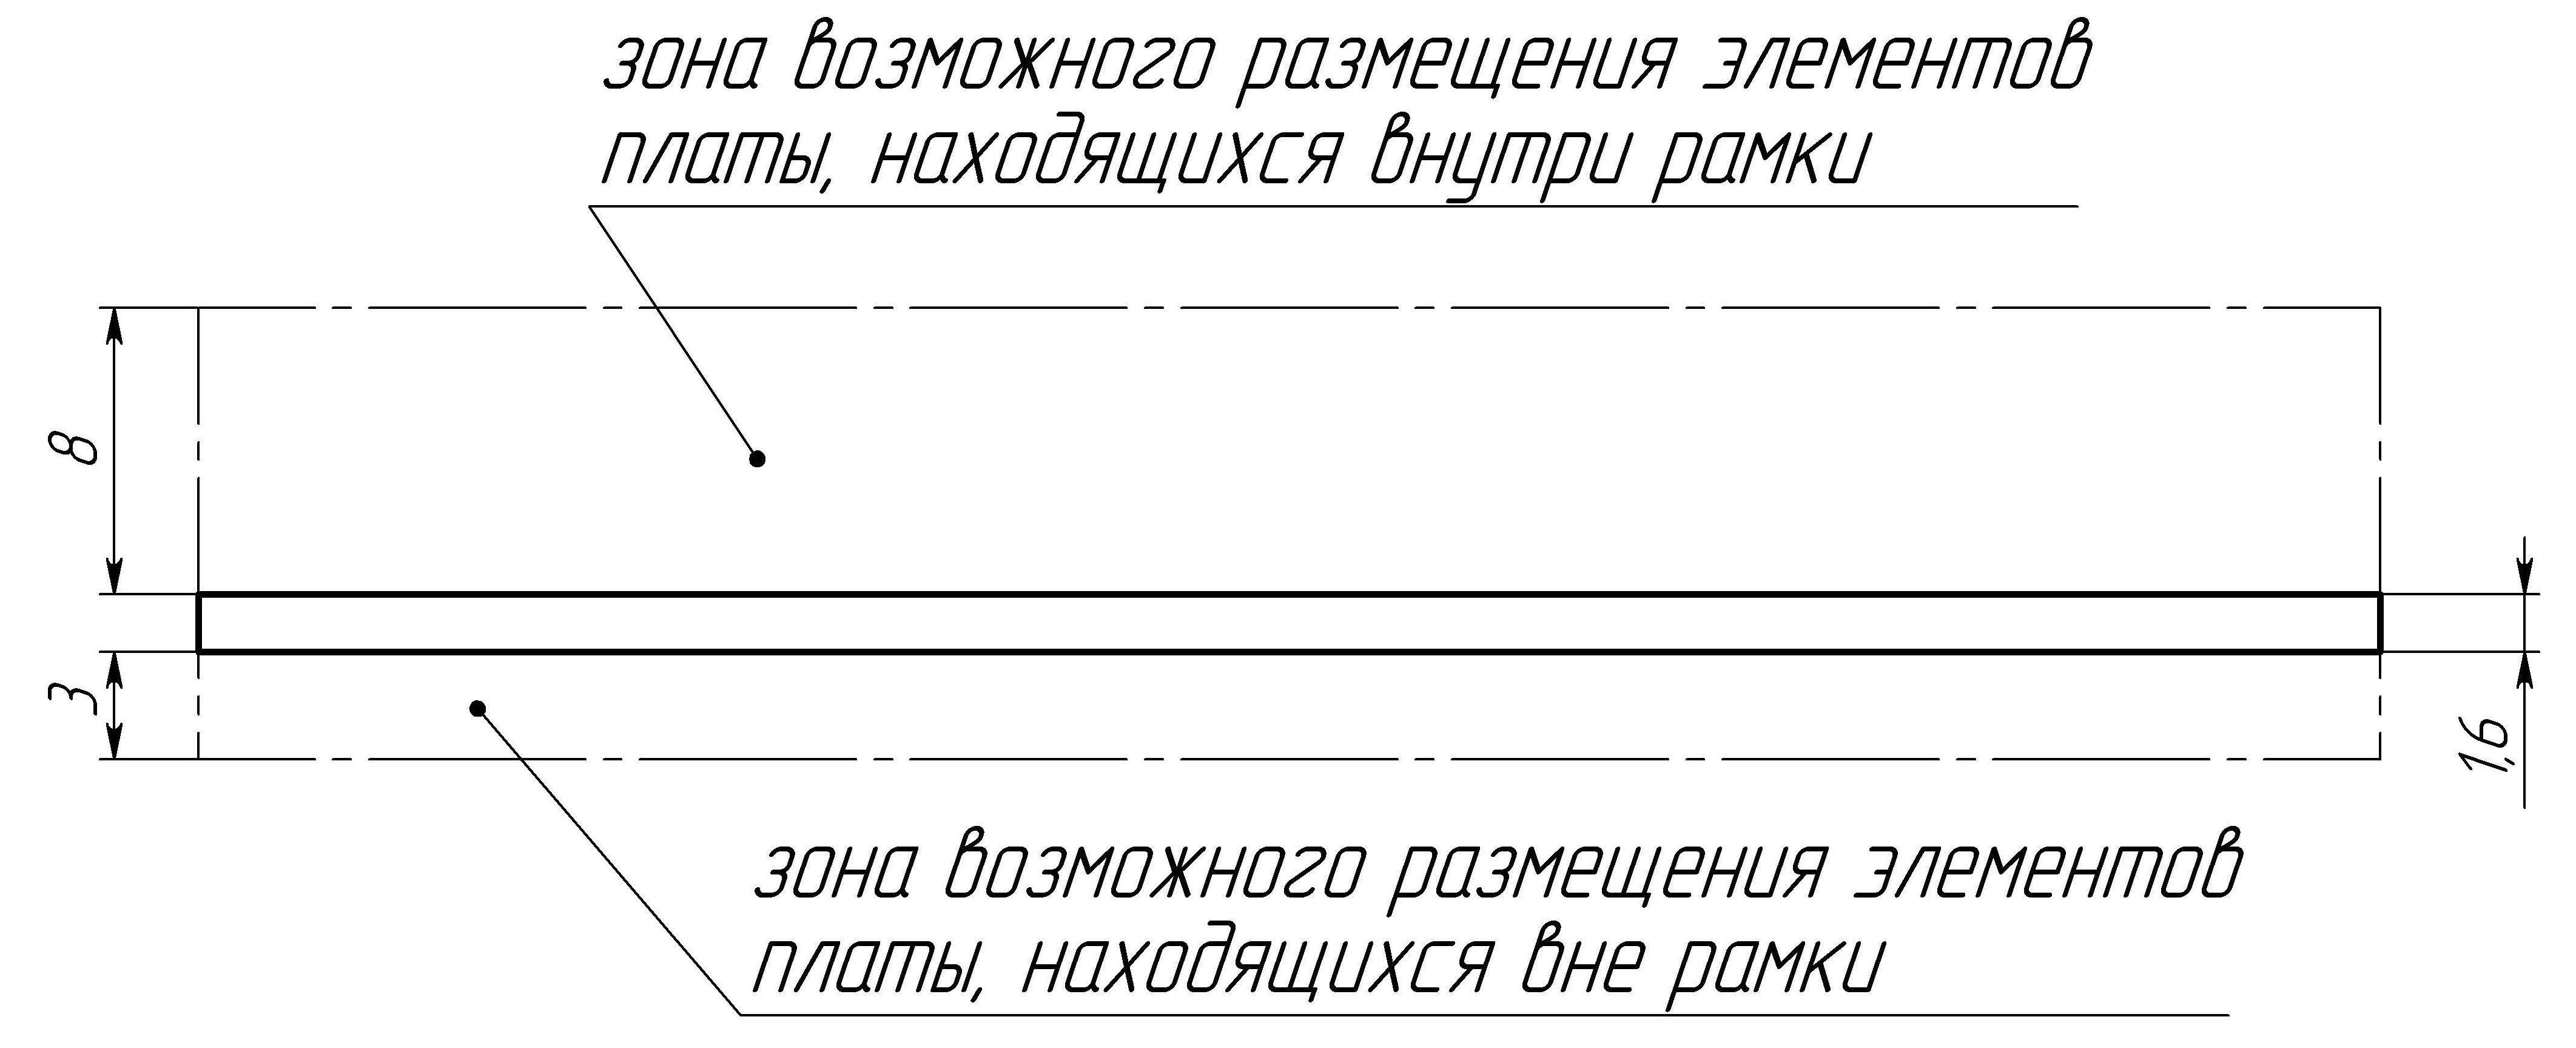 зона возможного размещения элементов
платы, находящихся внутри рамки
8
3
1,6
зона возможного размещения элементов
платы, находящихся вне рамки